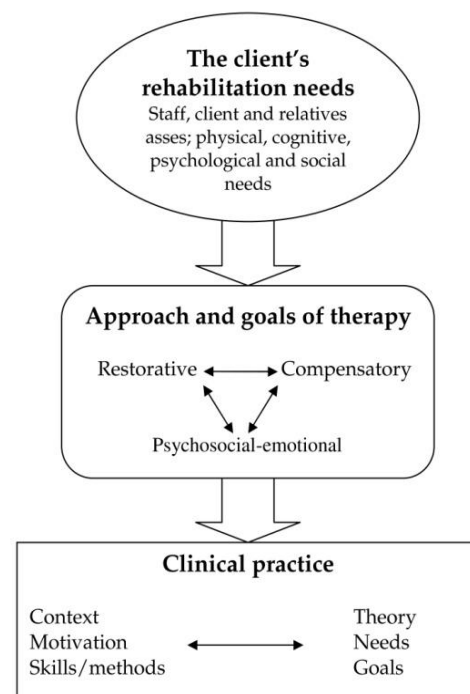 The client's
rehabilitation needs
Staff, client and relatives
asses; physical, cognitive,
psychological and social
needs
Approach and goals of therapy
Restorative Compensatory
Psychosocial-emotional
Clinical practice
Context Theory
Motivation Needs
Skills/methods Goals